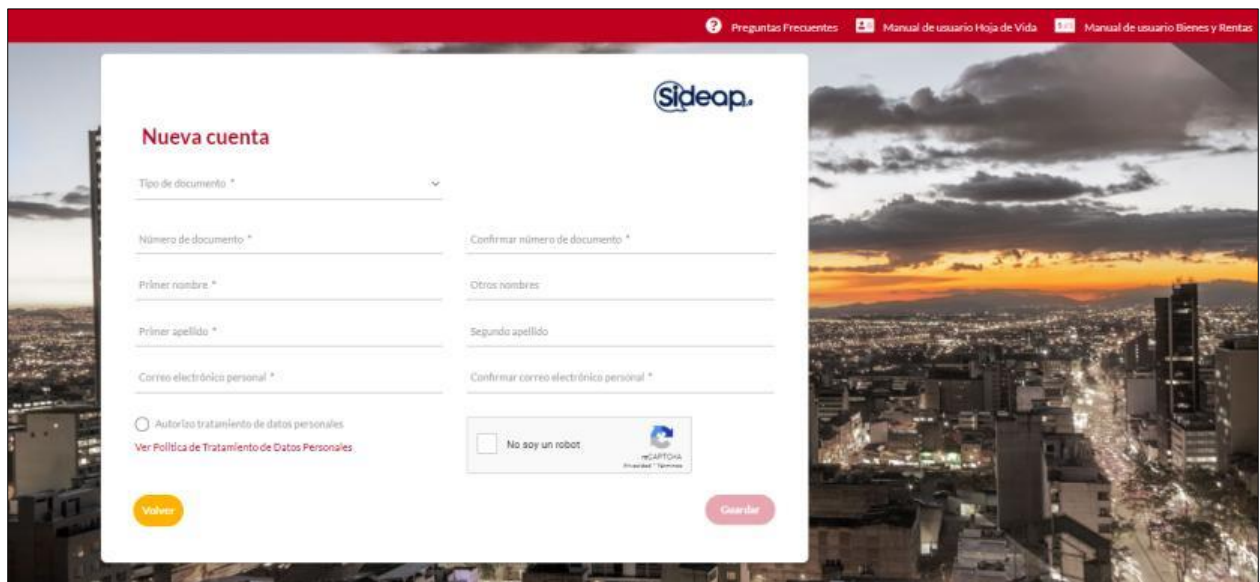 Preguntas Frecuentes Manual de usuario Hoja de Vida Manual de usuario Bienes y Rentas
Sideap
Nueva cuenta
Tipo de documento *
Número de documento * Confirmar número de documento *
Primer nombre * Otros nombres
Primer apellido * Segundo apellido
Correo electrónico personal * Confirmar correo electrónico personal *
Autorizo tratamiento de datos personales
Ver Política de Tratamiento de Datos Personales
No soy un robot
reCAPTCHA
Privacidad - Términos
Volver Guardar